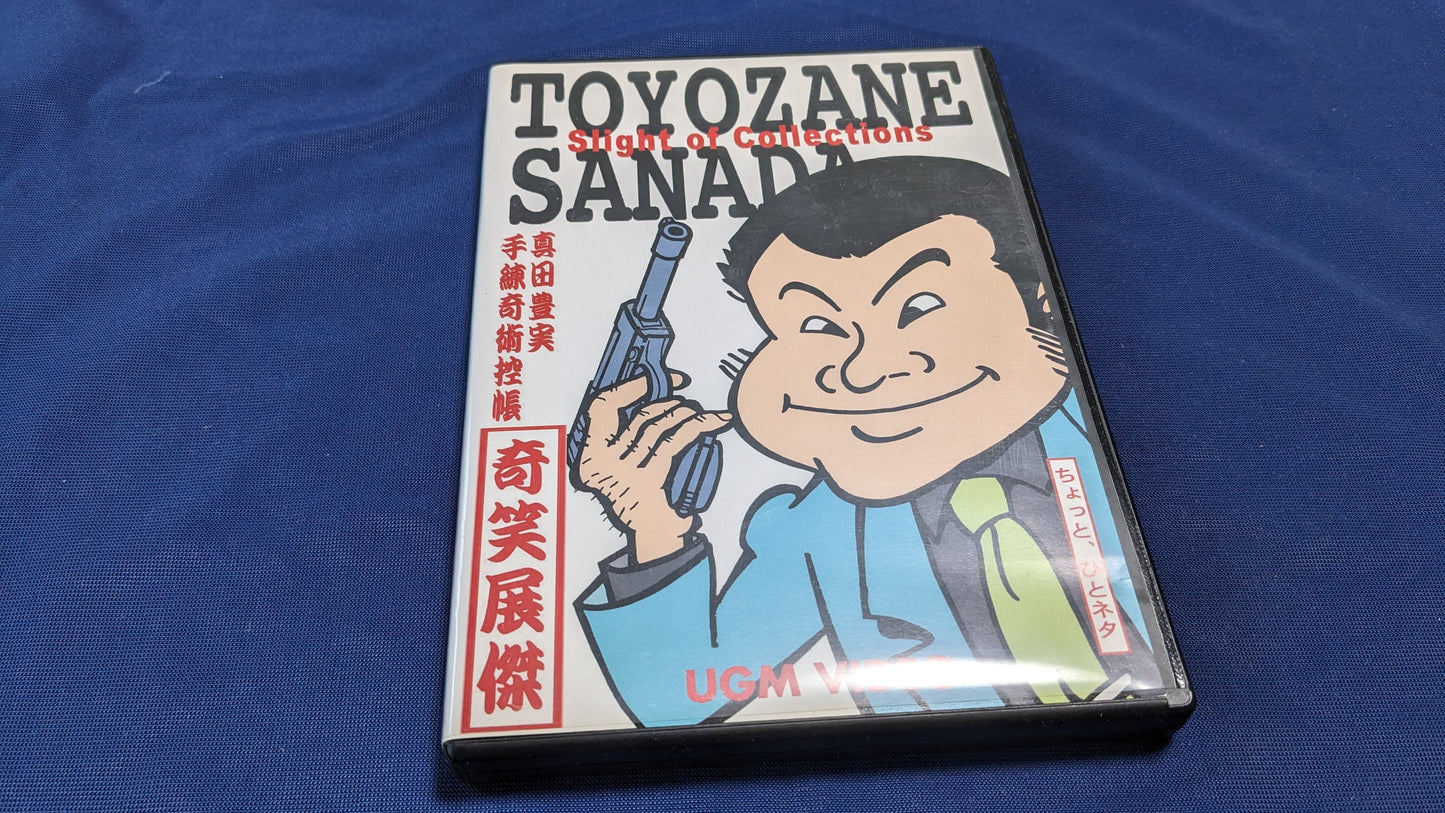 TOYOZANE
Slight of Collections
SANADA
真田豊実
手練奇術控帳
奇笑展傑
ちょっと、ひとネタ
UGM VIDEO